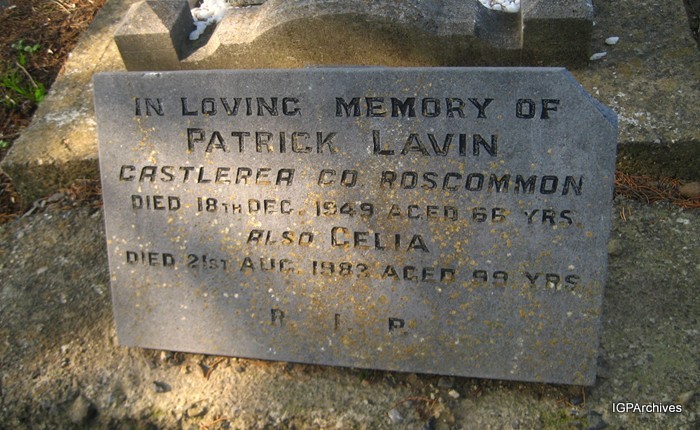 IN LOVING MEMORY OF
PATRICK LAVIN
CASTLEREA CO ROSCOMMON
DIED 18TH DEC. 1949 AGED 66 YRS.
ALSO CELIA
DIED 21ST AUG. 1983 AGED 99 YRS
R I P
IGPArchives